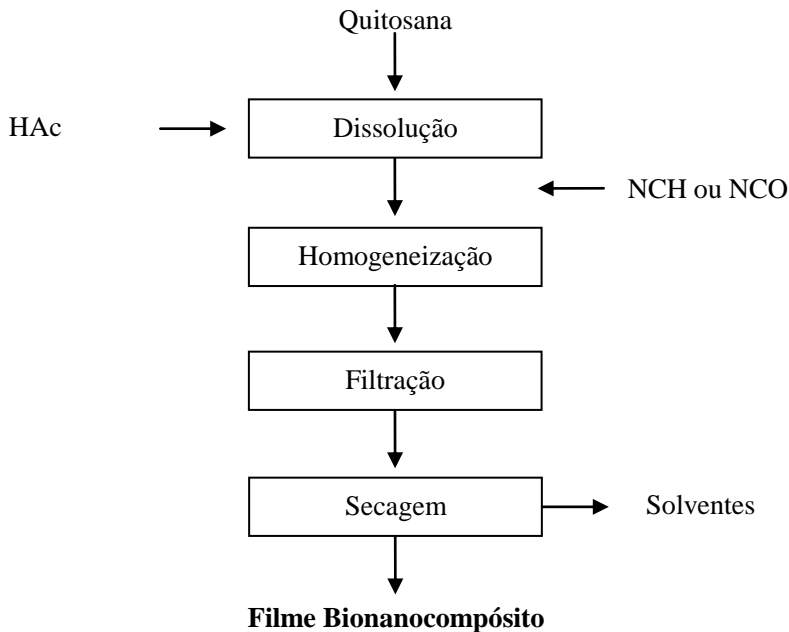 Quitosana
HAc
Dissolução
NCH ou NCO
Homogeneização
Filtração
Secagem
Solventes
Filme Bionanocompósito